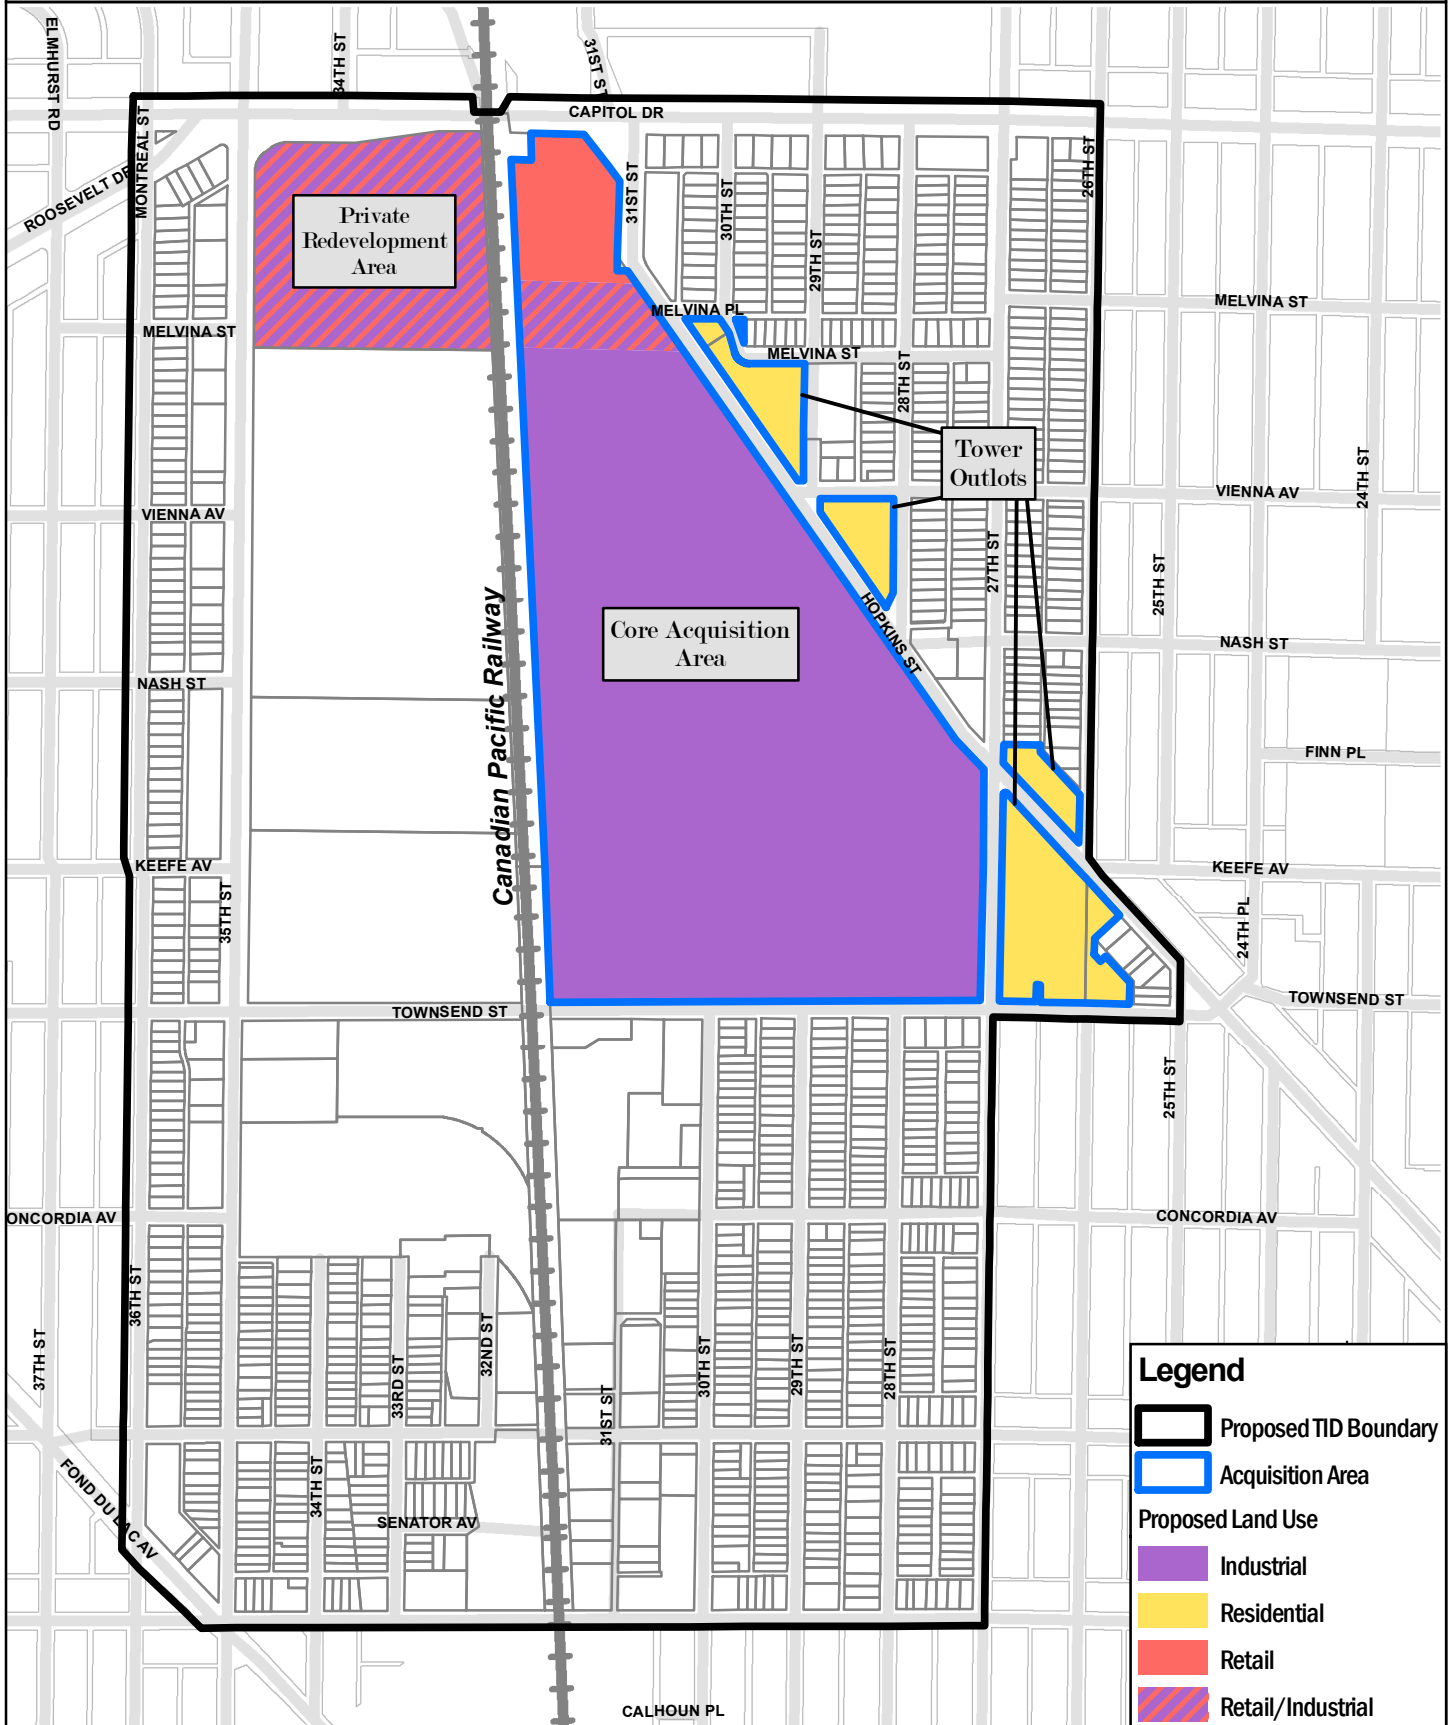 ELMHURST RD
34TH ST
31ST ST
CAPITOL DR
MONTREAL ST
ROOSEVELT DR
26TH ST
31ST ST
30TH ST
29TH ST
Private
Redevelopment
Area
MELVINA ST
MELVINA PL
MELVINA ST
MELVINA ST
28TH ST
Tower
Outlots
24TH ST
VIENNA AV
VIENNA AV
27TH ST
25TH ST
Canadian Pacific Railway
Core Acquisition
Area
HOPKINS ST
NASH ST
NASH ST
FINN PL
KEEFE AV
KEEFE AV
35TH ST
24TH PL
TOWNSEND ST
TOWNSEND ST
25TH ST
ONCORDIA AV
CONCORDIA AV
36TH ST
37TH ST
33RD ST
32ND ST
31ST ST
30TH ST
29TH ST
28TH ST
34TH ST
FOND DU LAC AV
SENATOR AV
CALHOUN PL
Legend
Proposed TID Boundary
Acquisition Area
Proposed Land Use
Industrial
Residential
Retail
Retail/Industrial